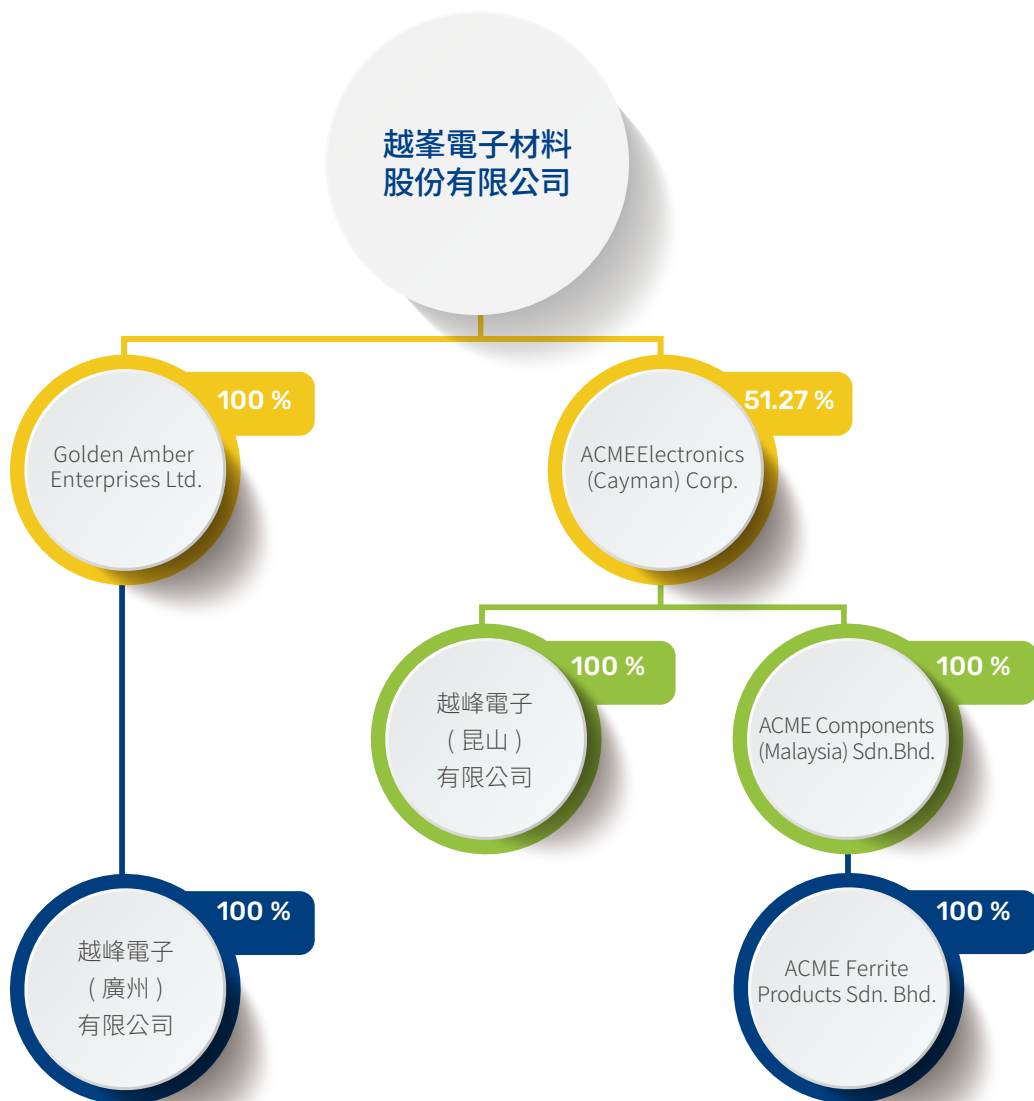 越峯電子材料
股份有限公司
100 %
Golden Amber
Enterprises Ltd.
51.27 %
ACMEElectronics
(Cayman) Corp.
100 %
越峰電子
( 昆山 )
有限公司
100 %
ACME Components
(Malaysia) Sdn.Bhd.
100 %
越峰電子
( 廣州 )
有限公司
100 %
ACME Ferrite
Products Sdn. Bhd.